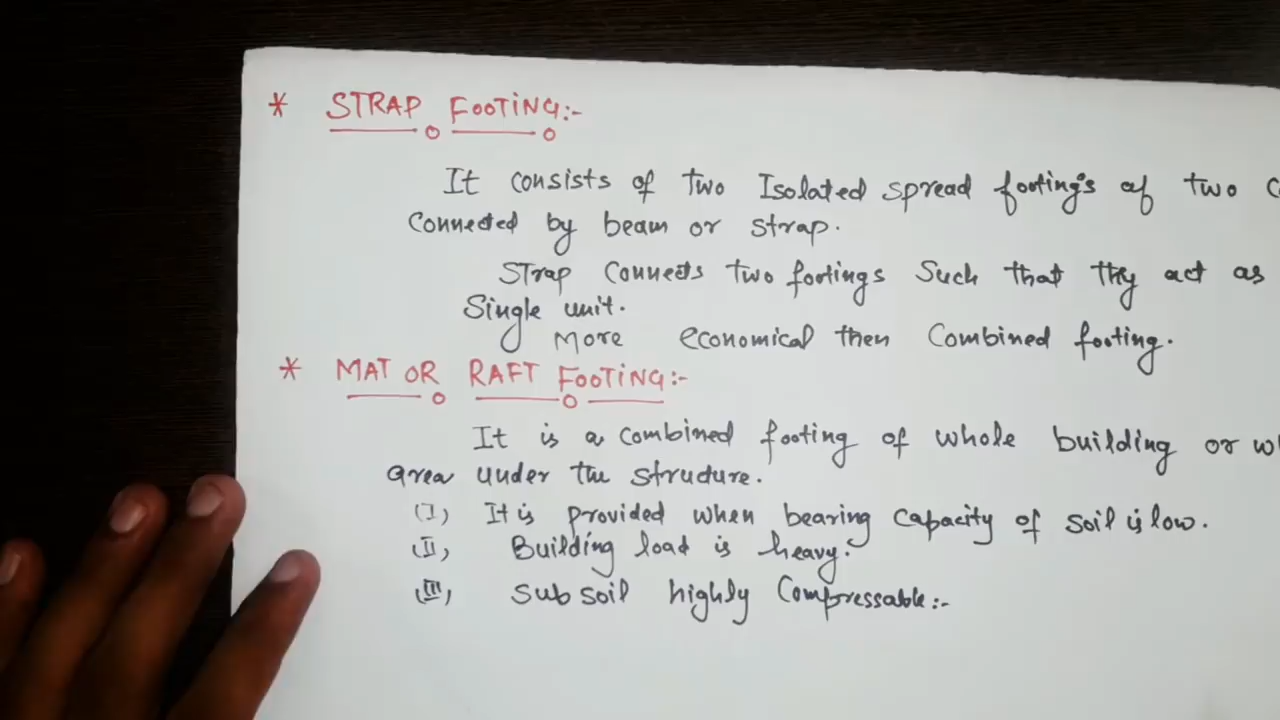 * STRAP FOOTING:-
It consists of two Isolated spread footings of two
Connected by beam or strap.
Strap connects two footings Such that thy act as
Single unit.
More economical then Combined footing.
* MAT OR RAFT FOOTING:-
It is a combined footing of whole building or
area under the structure.
(I) It is provided when bearing capacity of soil is low.
(II) Building load is heavy.
(III) Sub soil highly Compressable:-